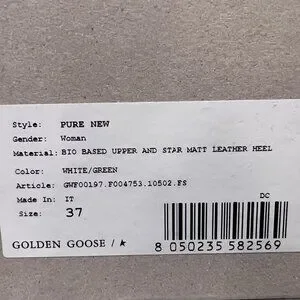 Style: PURE NEW
Gender: Woman
Material: BIO BASED UPPER AND STAR MATT LEATHER HEEL
Color: WHITE/GREEN
Article: GWF00197.F004753.10502.FS
Made In: IT
DC
Size: 37
GOLDEN GOOSE /
8 050235 582569